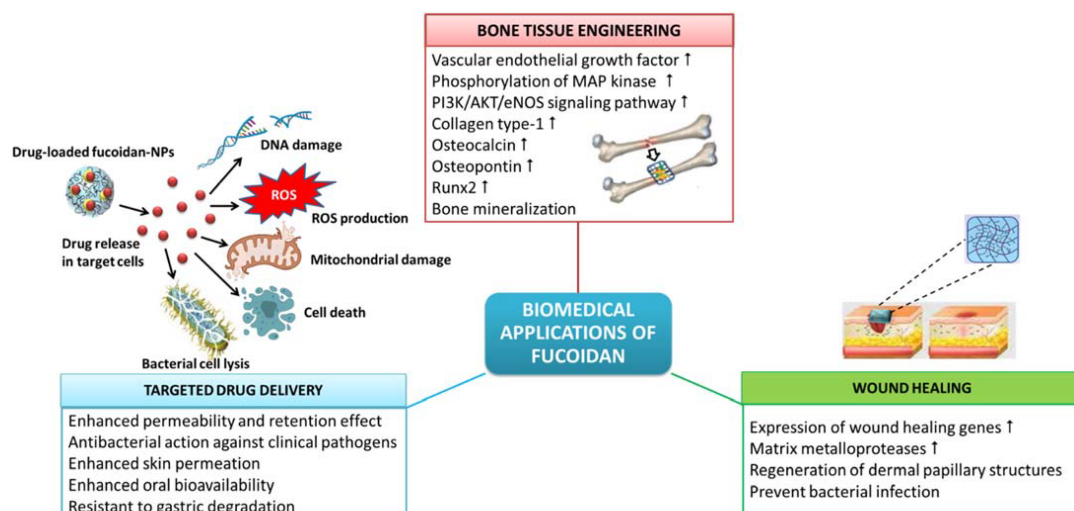 BONE TISSUE ENGINEERING
Vascular endothelial growth factor ↑
Phosphorylation of MAP kinase ↑
PI3K/AKT/eNOS signaling pathway ↑
Collagen type-1 ↑
Osteocalcin ↑
Osteopontin ↑
Runx2 ↑
Bone mineralization
Drug-loaded fucoidan-NPs
DNA damage
ROS
ROS production
Drug release
in target cells
Mitochondrial damage
Cell death
Bacterial cell lysis
BIOMEDICAL
APPLICATIONS OF
FUCOIDAN
TARGETED DRUG DELIVERY
Enhanced permeability and retention effect
Antibacterial action against clinical pathogens
Enhanced skin permeation
Enhanced oral bioavailability
Resistant to gastric degradation
WOUND HEALING
Expression of wound healing genes ↑
Matrix metalloproteases ↑
Regeneration of dermal papillary structures
Prevent bacterial infection